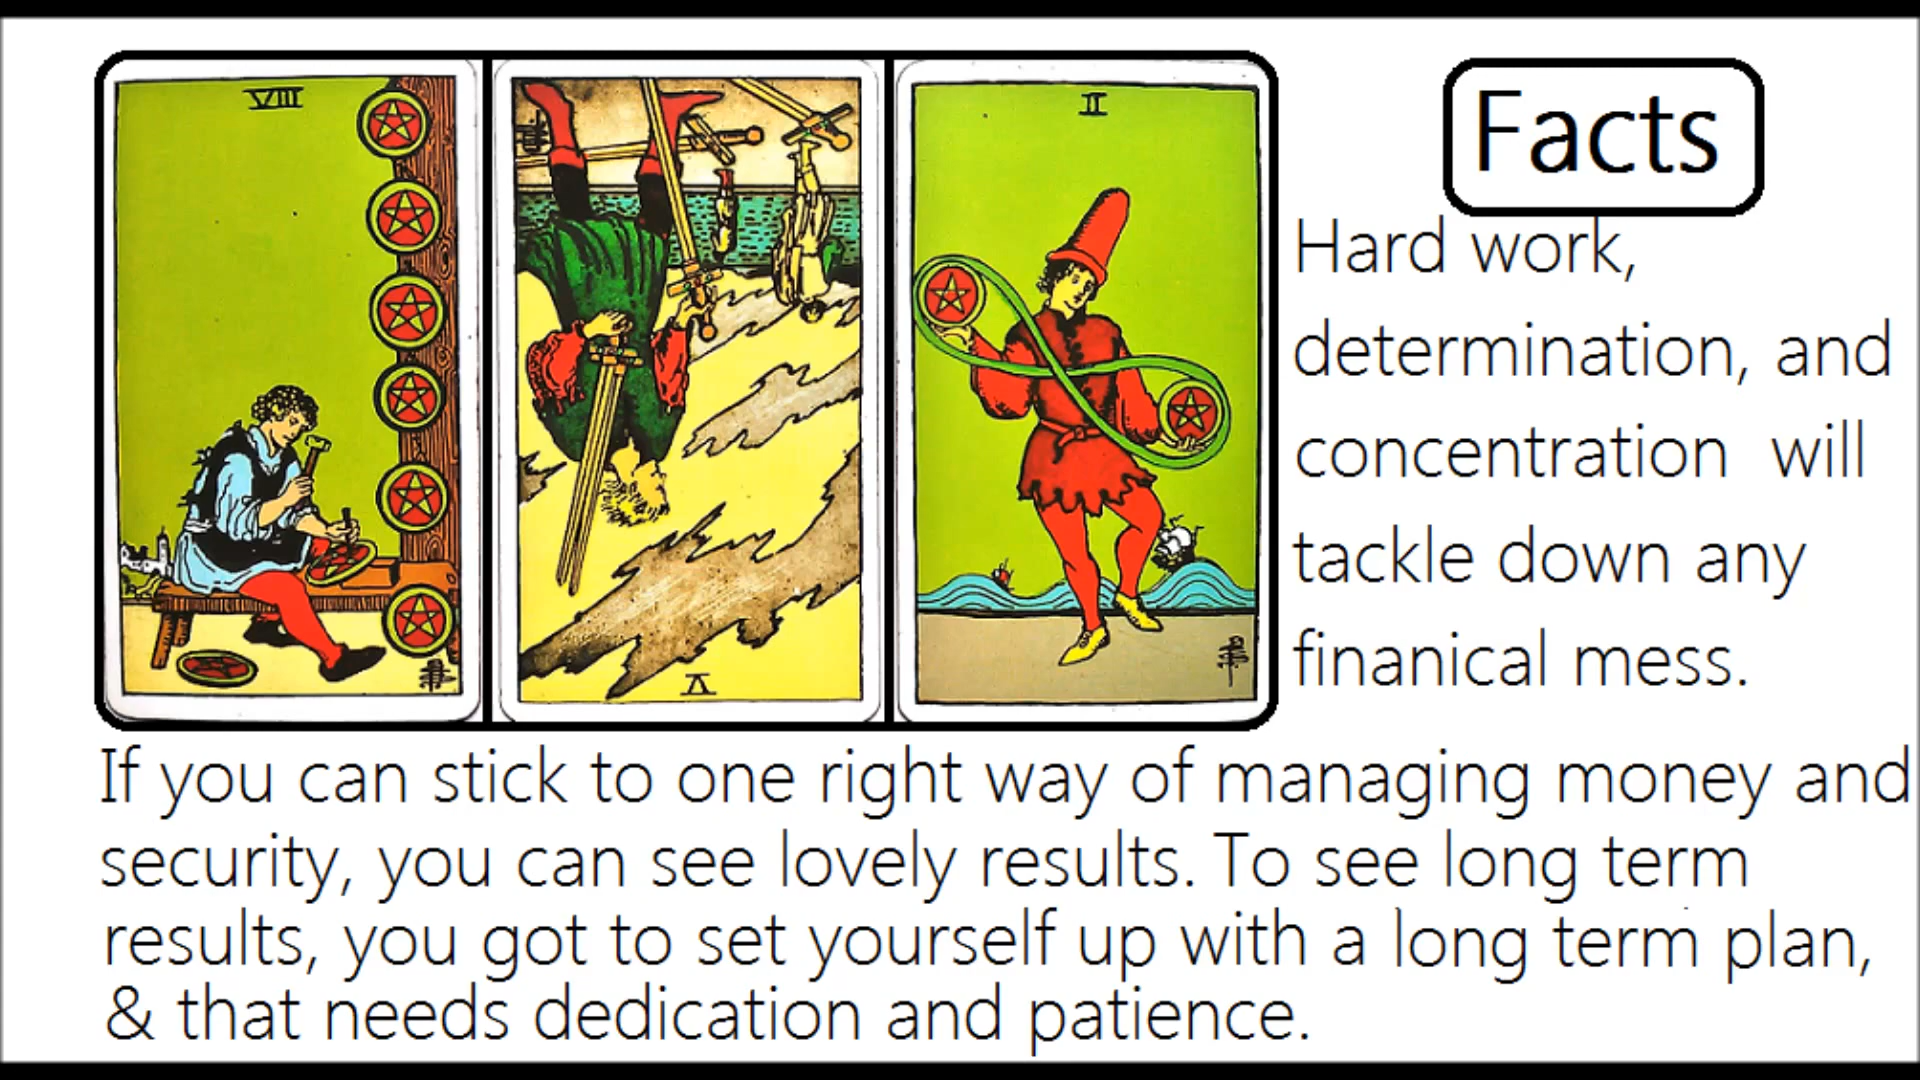 VIII
V
II
Facts
Hard work,
determination, and
concentration will
tackle down any
finanical mess.
If you can stick to one right way of managing money and
security, you can see lovely results. To see long term
results, you got to set yourself up with a long term plan,
& that needs dedication and patience.